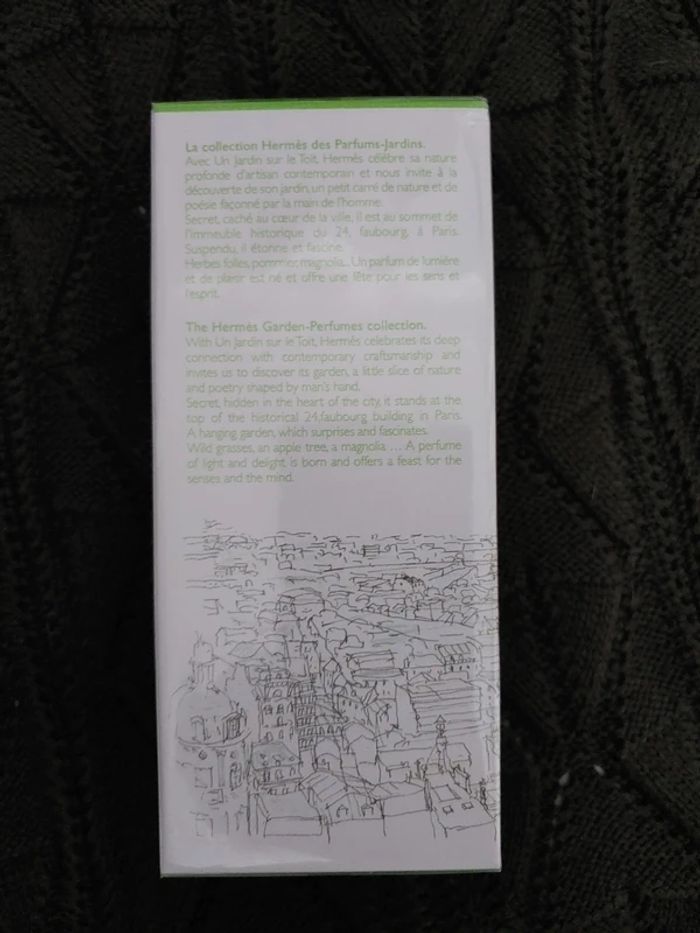 La collection Hermès des Parfums-Jardins.
Avec Un Jardin sur le Toit, Hermès célèbre sa nature
profonde d'artisan contemporain et nous invite à la
découverte de son jardin, un petit carré de nature et de
poésie façonné par la main de l'homme.
Secret, caché au cœur de la ville, il est au sommet de
l'immeuble historique du 24, faubourg, à Paris.
Suspendu, il étonne et fascine.
Herbes folles, pommier, magnolia... Un parfum de lumière
et de plaisir est né et offre une fête pour les sens et
l'esprit.
The Hermès Garden-Perfumes collection.
With Un Jardin sur le Toit, Hermès celebrates its deep
connection with contemporary craftsmanship and
invites us to discover its garden, a little slice of nature
and poetry shaped by man's hand.
Secret, hidden in the heart of the city, it stands at the
top of the historical 24,faubourg building in Paris.
A hanging garden, which surprises and fascinates.
Wild grasses, an apple tree, a magnolia .... A perfume
of light and delight is born and offers a feast for the
senses and the mind.